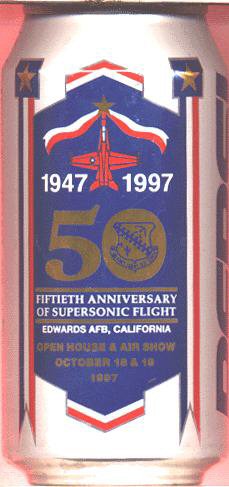 1947 1997
50
FIFTIETH ANNIVERSARY
OF SUPERSONIC FLIGHT
EDWARDS AFB, CALIFORNIA
OPEN HOUSE & AIR SHOW
OCTOBER 18 & 19
1997